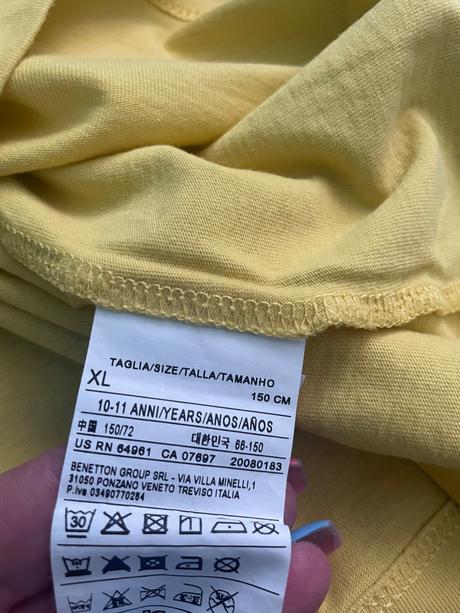 TAGLIA/SIZE/TALLA/TAMANHO
XL 150 CM
10-11 ANNI/YEARS/ANOS/AÑOS
中国 150/72 대한민국 66-150
US RN 64961 CA 07697 20080183
BENETTON GROUP SRL - VIA VILLA MINELLI,1
31050 PONZANO VENETO TREVISO ITALIA
P.iva 03490770264
30